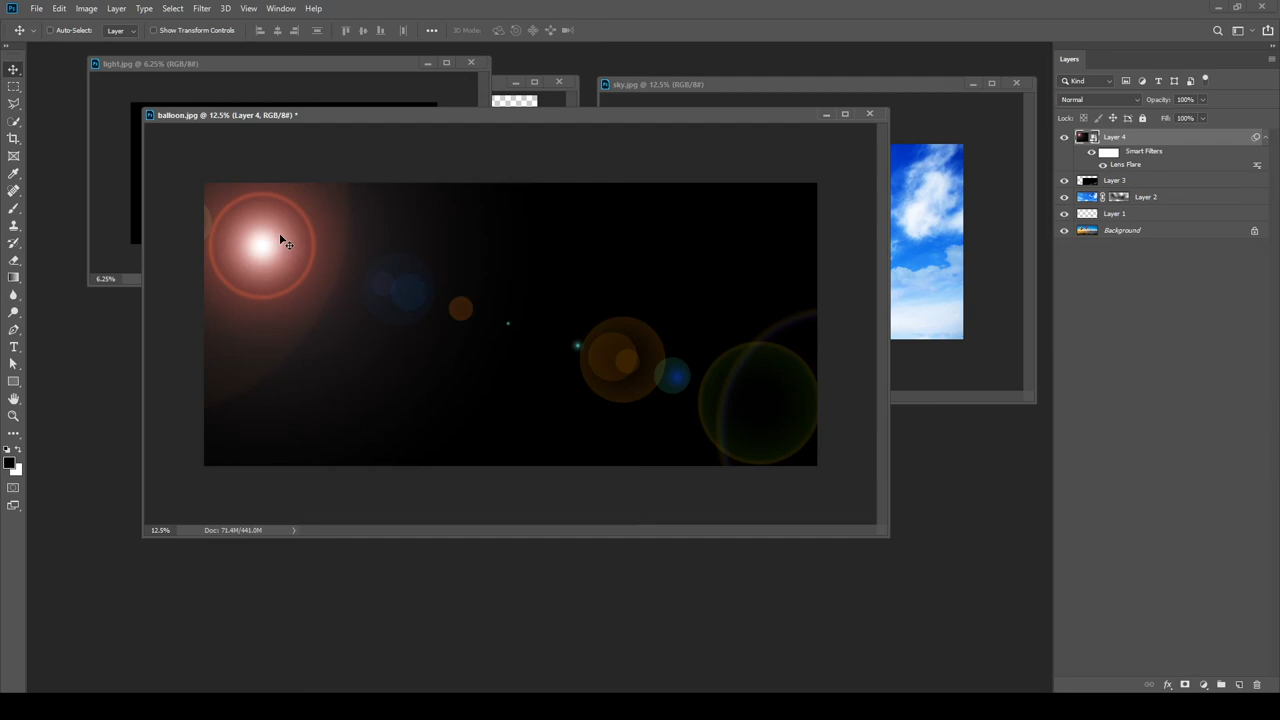 File Edit Image Layer Type Select Filter 3D View Window Help
Auto-Select: Layer Show Transform Controls 3D Mode:
light.jpg @ 6.25% (RGB/8#)
sky.jpg @ 12.5% (RGB/8#)
balloon.jpg @ 12.5% (Layer 4, RGB/8#) *
6.25%
12.5% Doc: 71.4M/441.0M
Layers
Kind
Normal Opacity: 100%
Lock: Fill: 100%
Layer 4
Smart Filters
Lens Flare
Layer 3
Layer 2
Layer 1
Background
fx